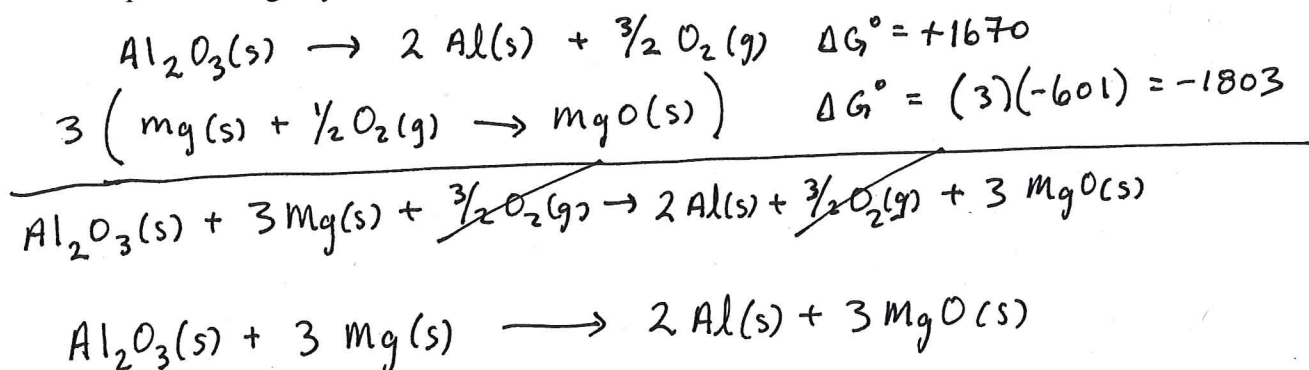 Al₂O₃(s) → 2 Al(s) + 3/2 O₂(g) ΔG° = +1670
3 ( mg(s) + ½ O₂(g) → mgO(s) ) ΔG° = (3)(-601) = -1803
Al₂O₃(s) + 3 Mg(s) + 3/2 O₂(g) → 2 Al(s) + 3/2 O₂(g) + 3 MgO(s)
Al₂O₃(s) + 3 mg(s) → 2 Al(s) + 3 MgO(s)